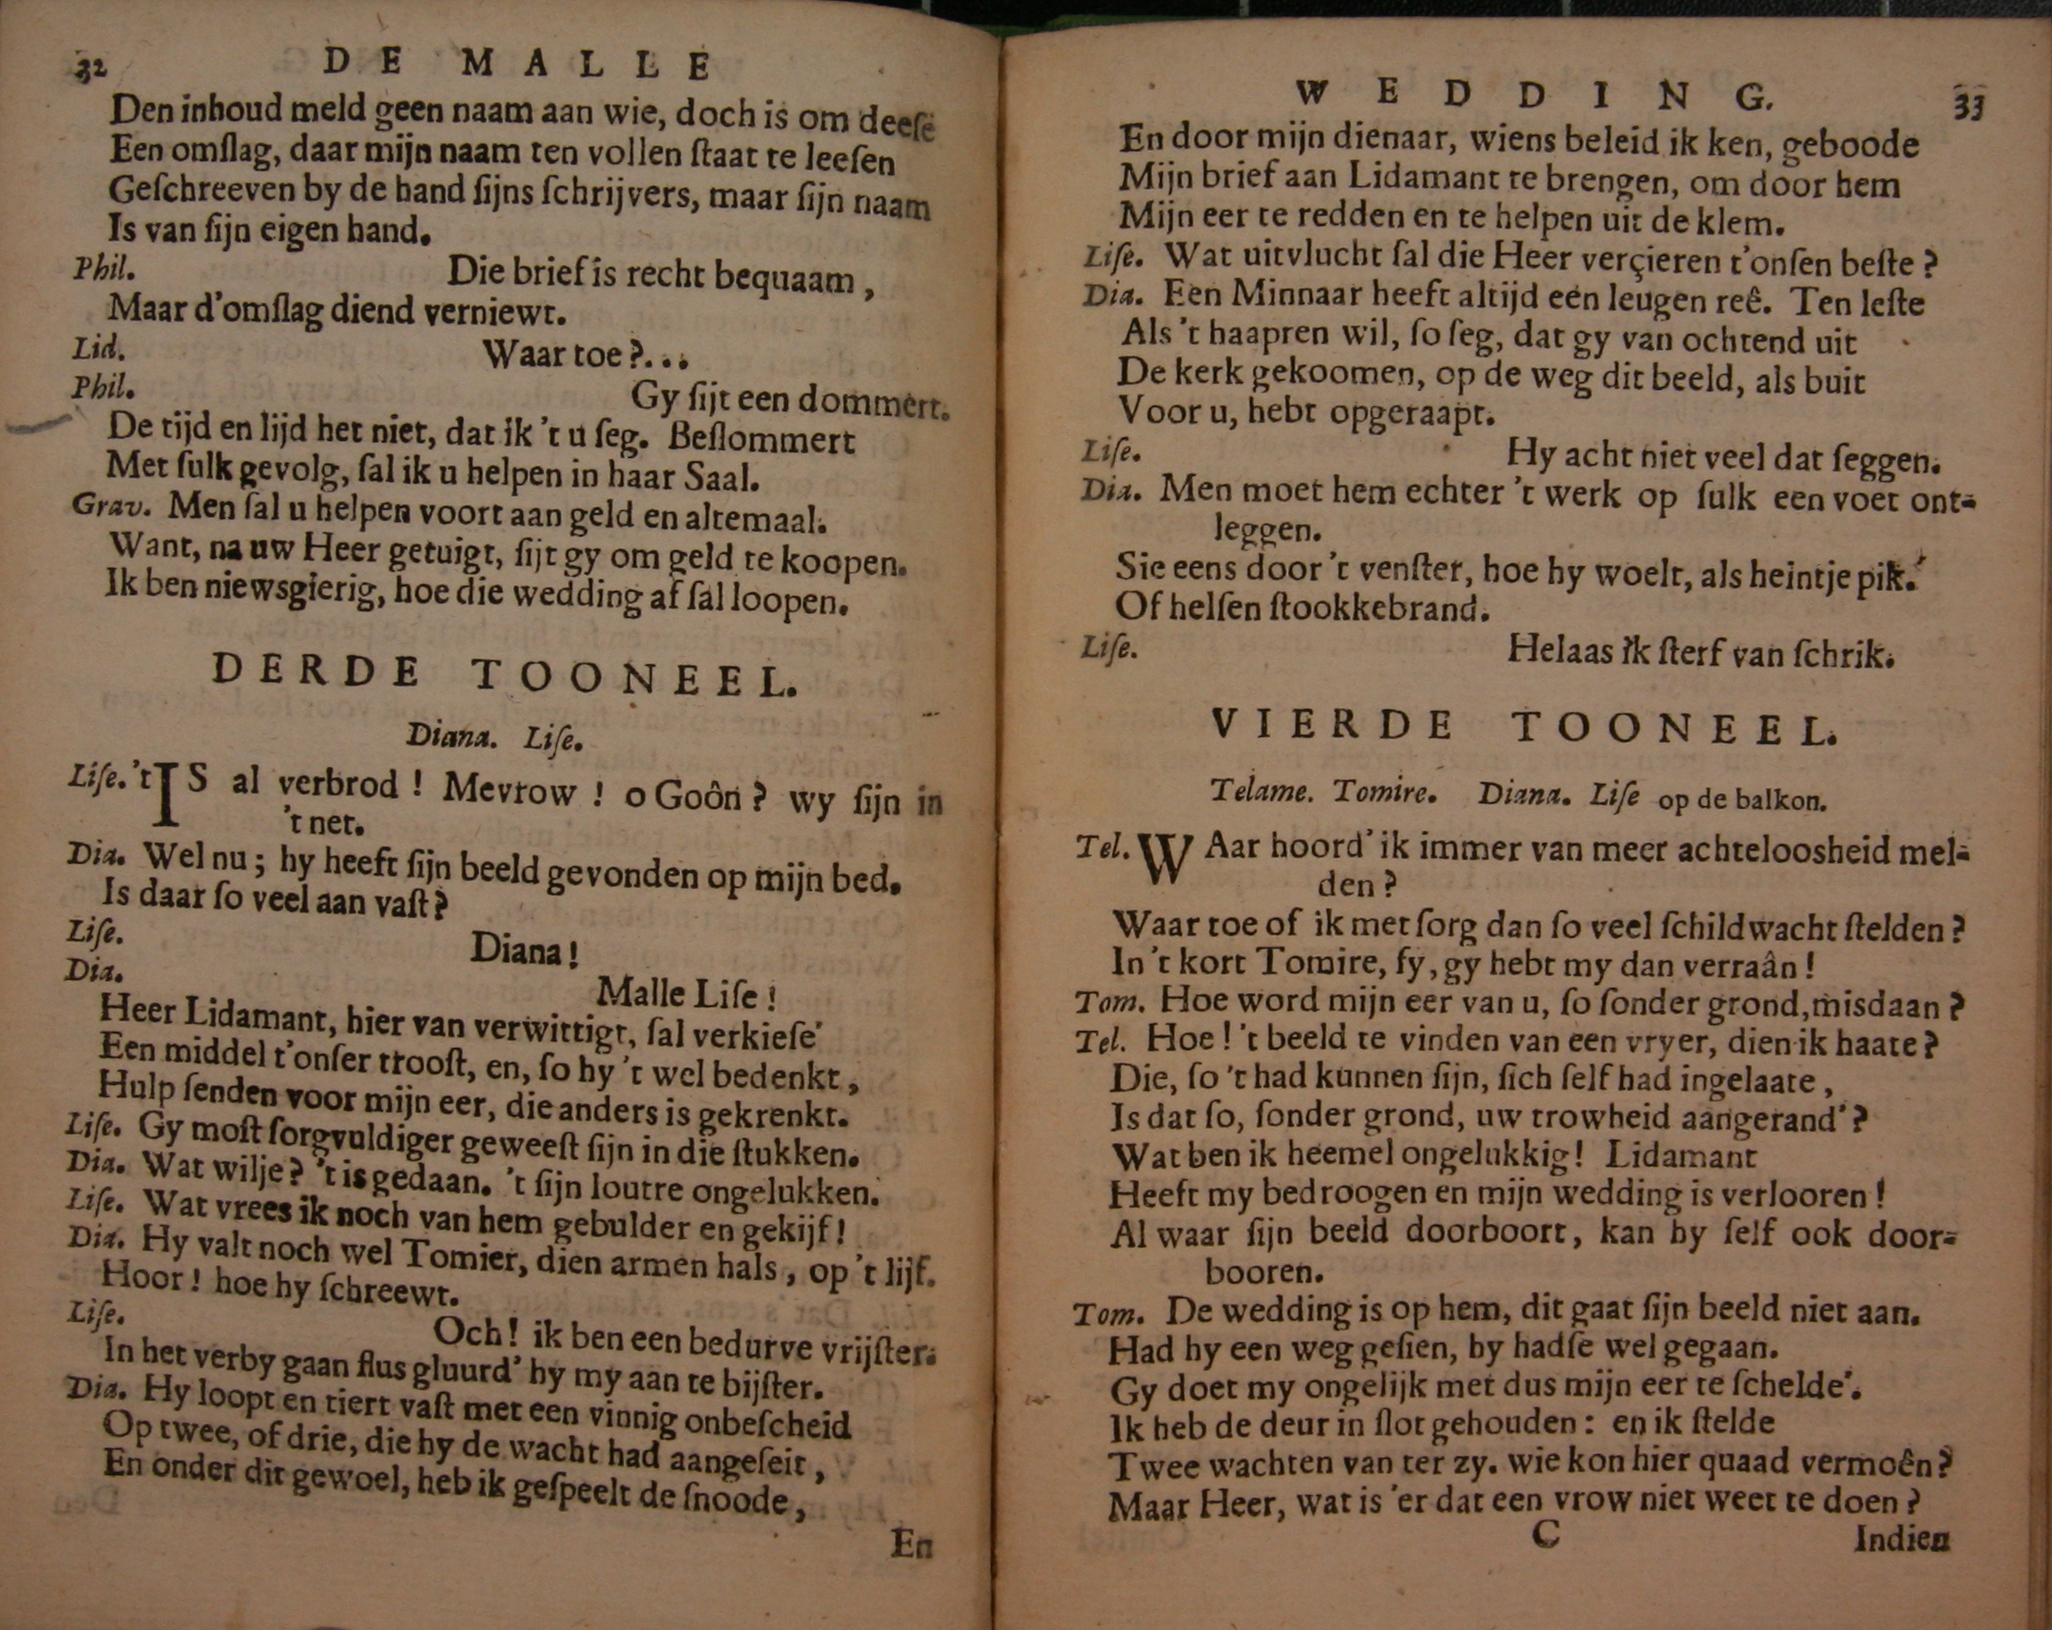 32 DE MALLE
Den inhoud meld geen naam aan wie, doch is om deeſe
Een omſlag, daar mijn naam ten vollen ſtaat te leeſen
Geſchreeven by de hand ſijns ſchrijvers, maar ſijn naam
Is van ſijn eigen hand.
Phil. Die brief is recht bequaam,
Maar d'omſlag diend verniewt.
Lid. Waar toe?...
Phil. Gy ſijt een dommert.
De tijd en lijd het niet, dat ik 't u ſeg. Beſlommert
Met ſulk gevolg, ſal ik u helpen in haar Saal.
Grav. Men ſal u helpen voort aan geld en altemaal.
Want, na uw Heer getuigt, ſijt gy om geld te koopen.
Ik ben niewsgierig, hoe die wedding af ſal loopen.
DERDE TOONEEL.
Diana. Liſe.
Liſe. 'tIS al verbrod! Mevrow! o Goôn? wy ſijn in
't net.
Dia. Wel nu; hy heeft ſijn beeld gevonden op mijn bed.
Is daar ſo veel aan vaſt?
Liſe. Diana!
Dia. Malle Liſe!
Heer Lidamant, hier van verwittigt, ſal verkieſe'
Een middel t'onſer trooſt, en, ſo hy 't wel bedenkt,
Hulp ſenden voor mijn eer, die anders is gekrenkt.
Liſe. Gy moſt ſorgvuldiger geweeſt ſijn in die ſtukken.
Dia. Wat wilje? 't is gedaan. 't ſijn loutre ongelukken.
Liſe. Wat vrees ik noch van hem gebulder en gekijf!
Dia. Hy valt noch wel Tomier, dien armen hals, op 't lijf.
Hoor! hoe hy ſchreewt.
Liſe. Och! ik ben een bedurve vrijſter.
In het verby gaan flus gluurd' hy my aan te bijſter.
Dia. Hy loopt en tiert vaſt met een vinnig onbeſcheid
Op twee, of drie, die hy de wacht had aangeſeit,
En onder dit gewoel, heb ik geſpeelt de ſnoode,
En
WEDDING. 33
En door mijn dienaar, wiens beleid ik ken, geboode
Mijn brief aan Lidamant te brengen, om door hem
Mijn eer te redden en te helpen uit de klem.
Liſe. Wat uitvlucht ſal die Heer verçieren t'onſen beſte?
Dia. Een Minnaar heeft altijd een leugen reê. Ten leſte
Als 't haapren wil, ſo ſeg, dat gy van ochtend uit
De kerk gekoomen, op de weg dit beeld, als buit
Voor u, hebt opgeraapt.
Liſe. Hy acht niet veel dat ſeggen.
Dia. Men moet hem echter 't werk op ſulk een voet ont-
leggen.
Sie eens door 't venſter, hoe hy woelt, als heintje pik.
Of helſen ſtookkebrand.
Liſe. Helaas ik ſterf van ſchrik.
VIERDE TOONEEL.
Telame. Tomire. Diana. Liſe op de balkon.
Tel. WAar hoord' ik immer van meer achteloosheid mel-
den?
Waar toe of ik met ſorg dan ſo veel ſchildwacht ſtelden?
In 't kort Tomire, fy, gy hebt my dan verraân!
Tom. Hoe word mijn eer van u, ſo ſonder grond, misdaan?
Tel. Hoe! 't beeld te vinden van een vryer, dien ik haate?
Die, ſo 't had kunnen ſijn, ſich ſelf had ingelaate,
Is dat ſo, ſonder grond, uw trowheid aangerand'?
Wat ben ik heemel ongelukkig! Lidamant
Heeft my bedroogen en mijn wedding is verlooren!
Al waar ſijn beeld doorboort, kan hy ſelf ook door-
booren.
Tom. De wedding is op hem, dit gaat ſijn beeld niet aan.
Had hy een weg geſien, hy hadſe wel gegaan.
Gy doet my ongelijk met dus mijn eer te ſchelde'.
Ik heb de deur in ſlot gehouden: en ik ſtelde
Twee wachten van ter zy. wie kon hier quaad vermoên?
Maar Heer, wat is 'er dat een vrow niet weet te doen?
C Indien